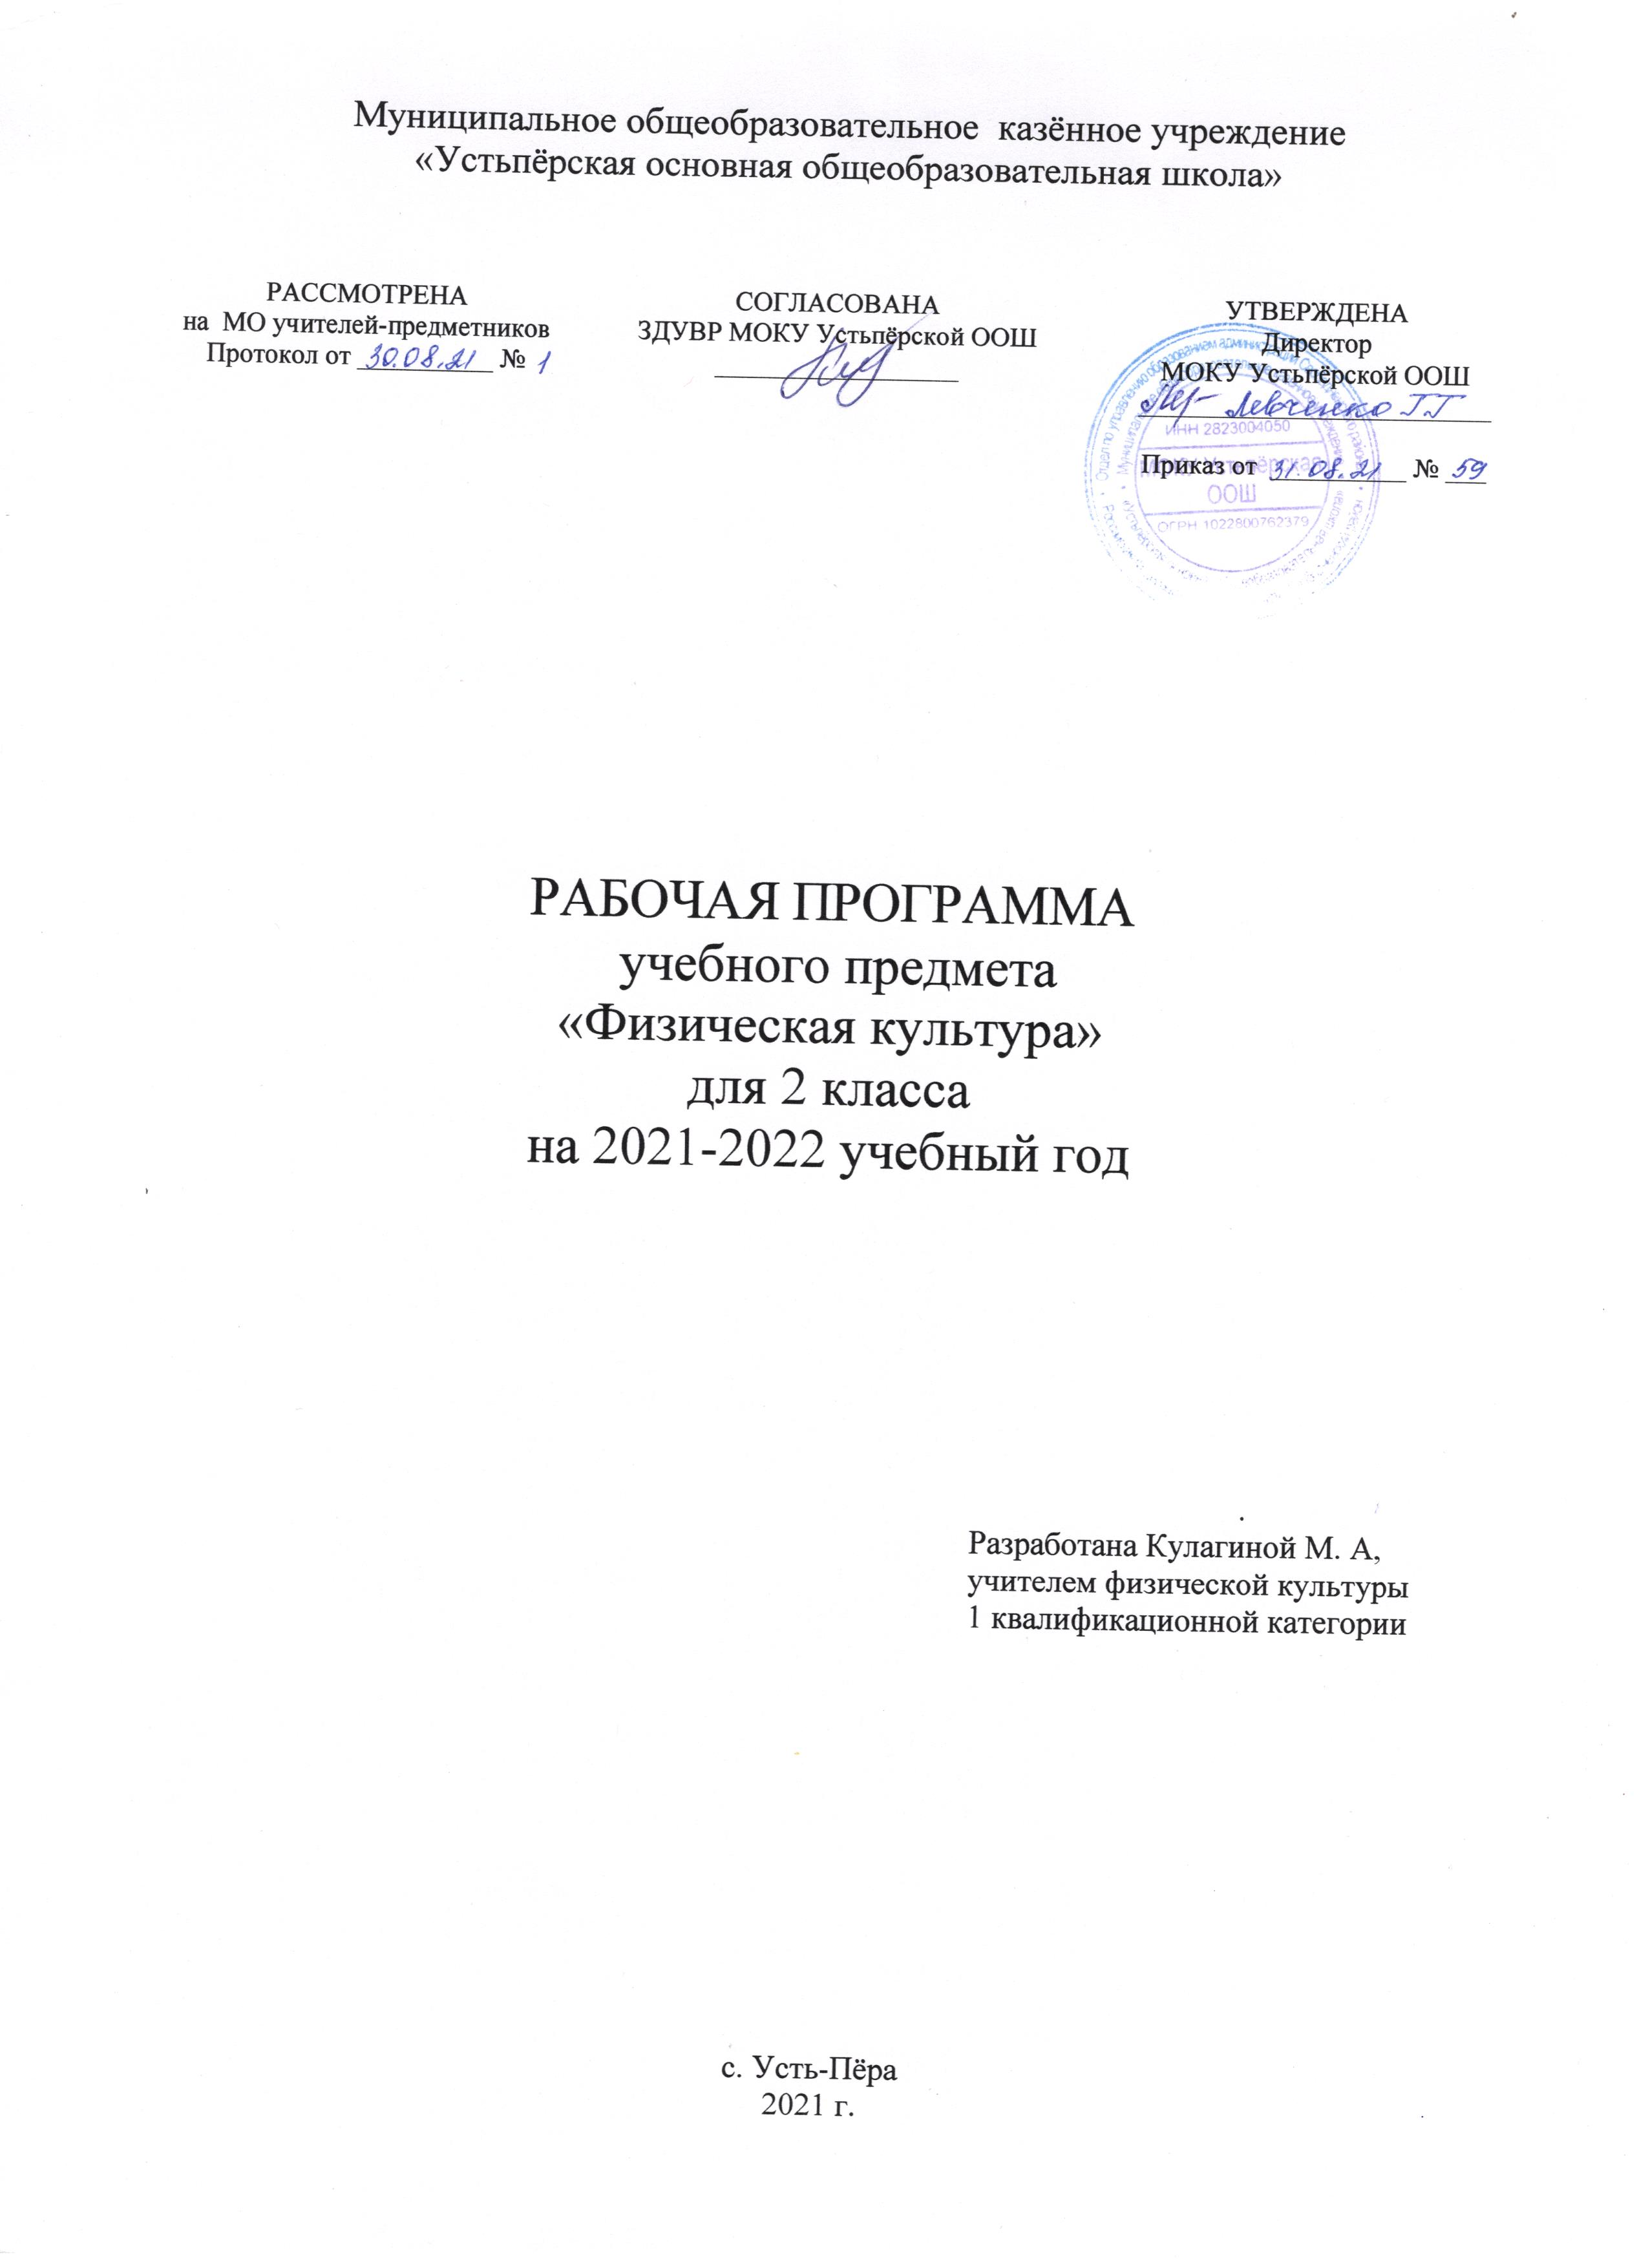 Муниципальное общеобразовательное казённое учреждение
«Устьпёрская основная общеобразовательная школа»
РАССМОТРЕНА
на МО учителей-предметников
Протокол от 30.08.21 № 1
СОГЛАСОВАНА
ЗДУВР МОКУ Устьпёрской ООШ
УТВЕРЖДЕНА
Директор
МОКУ Устьпёрской ООШ
Левченко ГГ
Приказ от 31.08.21 № 59
ИНН 2823004050
МОКУ Устьпёрская
ООШ
ОГРН 1022800762379
РАБОЧАЯ ПРОГРАММА
учебного предмета
«Физическая культура»
для 2 класса
на 2021-2022 учебный год
Разработана Кулагиной М. А,
учителем физической культуры
1 квалификационной категории
с. Усть-Пёра
2021 г.